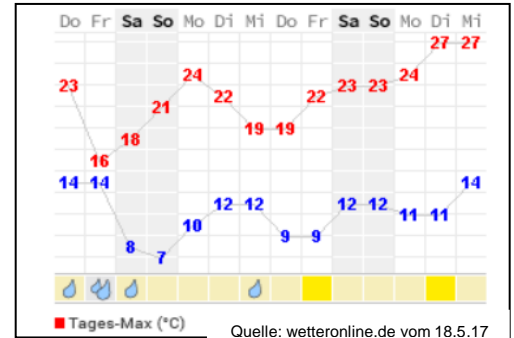 Do Fr Sa So Mo Di Mi Do Fr Sa So Mo Di Mi
23 16 18 21 24 22 19 19 22 23 23 24 27 27
14 14 8 7 10 12 12 9 9 12 12 11 11 14
Tages-Max (°C)
Quelle: wetteronline.de vom 18.5.17